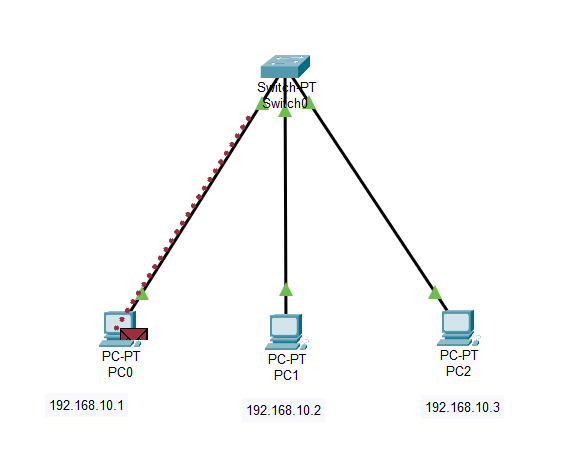 Switch-PT
Switch0
PC-PT
PC0
PC-PT
PC1
PC-PT
PC2
192.168.10.1
192.168.10.2
192.168.10.3